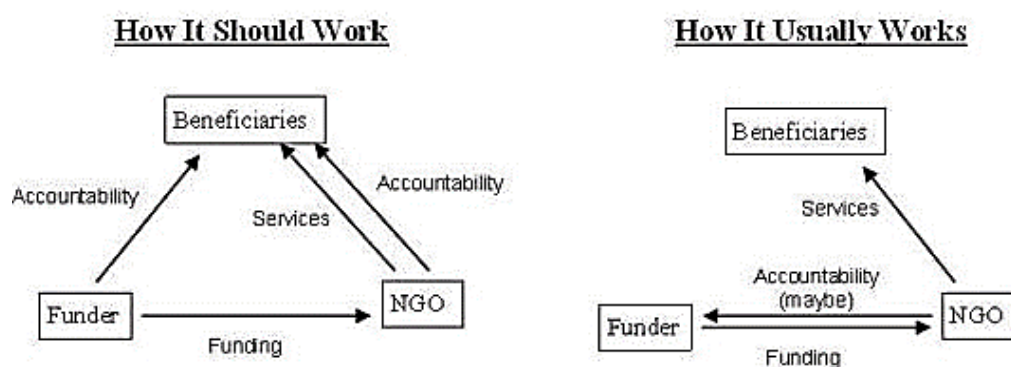 How It Should Work
Beneficiaries
Accountability
Accountability
Services
Funder
NGO
Funding
How It Usually Works
Beneficiaries
Services
Accountability
(maybe)
NGO
Funder
Funding